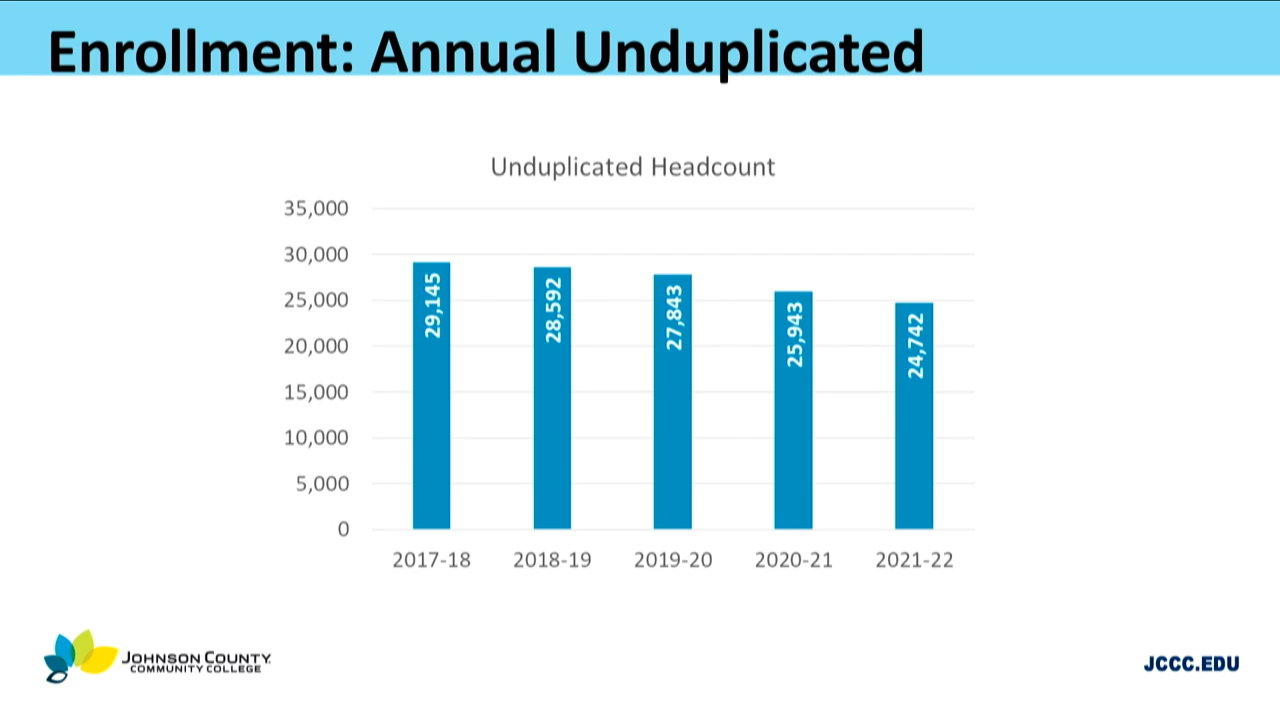 Enrollment: Annual Unduplicated
Unduplicated Headcount
35,000
30,000
25,000
20,000
15,000
10,000
5,000
0
29,145
28,592
27,843
25,943
24,742
2017-18 2018-19 2019-20 2020-21 2021-22
JOHNSON COUNTY
COMMUNITY COLLEGE
JCCC.EDU